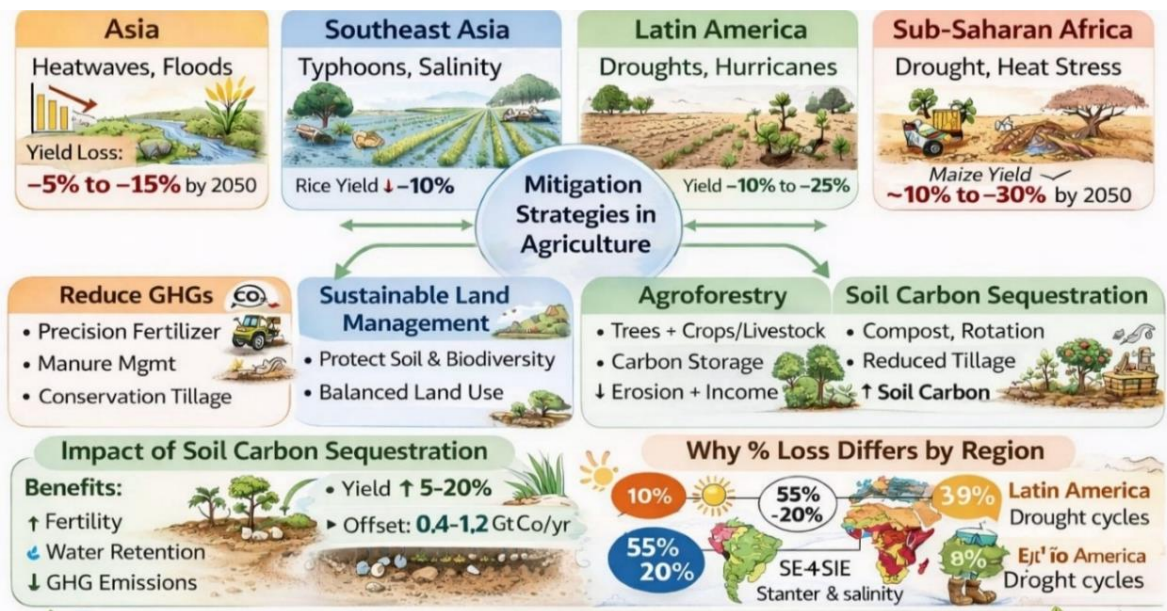 Asia
Heatwaves, Floods
Yield Loss:
−5% to −15% by 2050
Southeast Asia
Typhoons, Salinity
Rice Yield ↓ −10%
Latin America
Droughts, Hurricanes
Yield −10% to −25%
Sub-Saharan Africa
Drought, Heat Stress
Maize Yield
~10% to −30% by 2050
Mitigation
Strategies in
Agriculture
Reduce GHGs
CO₂
• Precision Fertilizer
• Manure Mgmt
• Conservation Tillage
Sustainable Land
Management
• Protect Soil & Biodiversity
• Balanced Land Use
Agroforestry
• Trees + Crops/Livestock
• Carbon Storage
↓ Erosion + Income
Soil Carbon Sequestration
• Compost, Rotation
• Reduced Tillage
↑ Soil Carbon
Impact of Soil Carbon Sequestration
Benefits:
↑ Fertility
Water Retention
↓ GHG Emissions
• Yield ↑ 5-20%
▸ Offset: 0,4–1,2 Gt Co/yr
Why % Loss Differs by Region
10%
55%
-20%
39%
Latin America
Drought cycles
55%
20%
SE-4SIE
Stanter & salinity
8%
America
Droght cycles